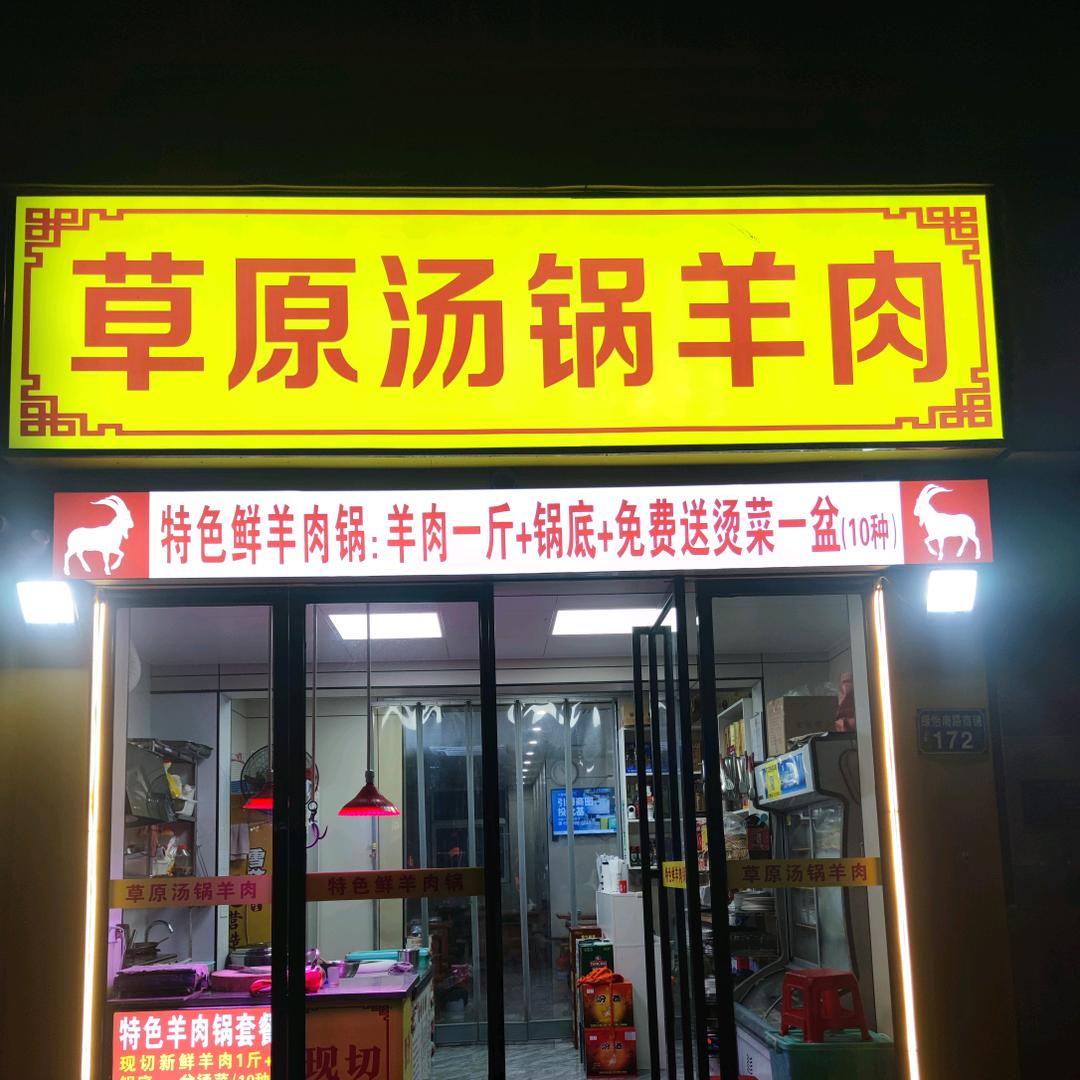 草原汤锅羊肉
特色鲜羊肉锅:羊肉一斤+锅底+免费送烫菜一盆(10种)
172
草原汤锅羊肉
特色鲜羊肉锅
草原汤锅羊肉
特色羊肉锅套餐
现切新鲜羊肉1斤+
现切
汾酒